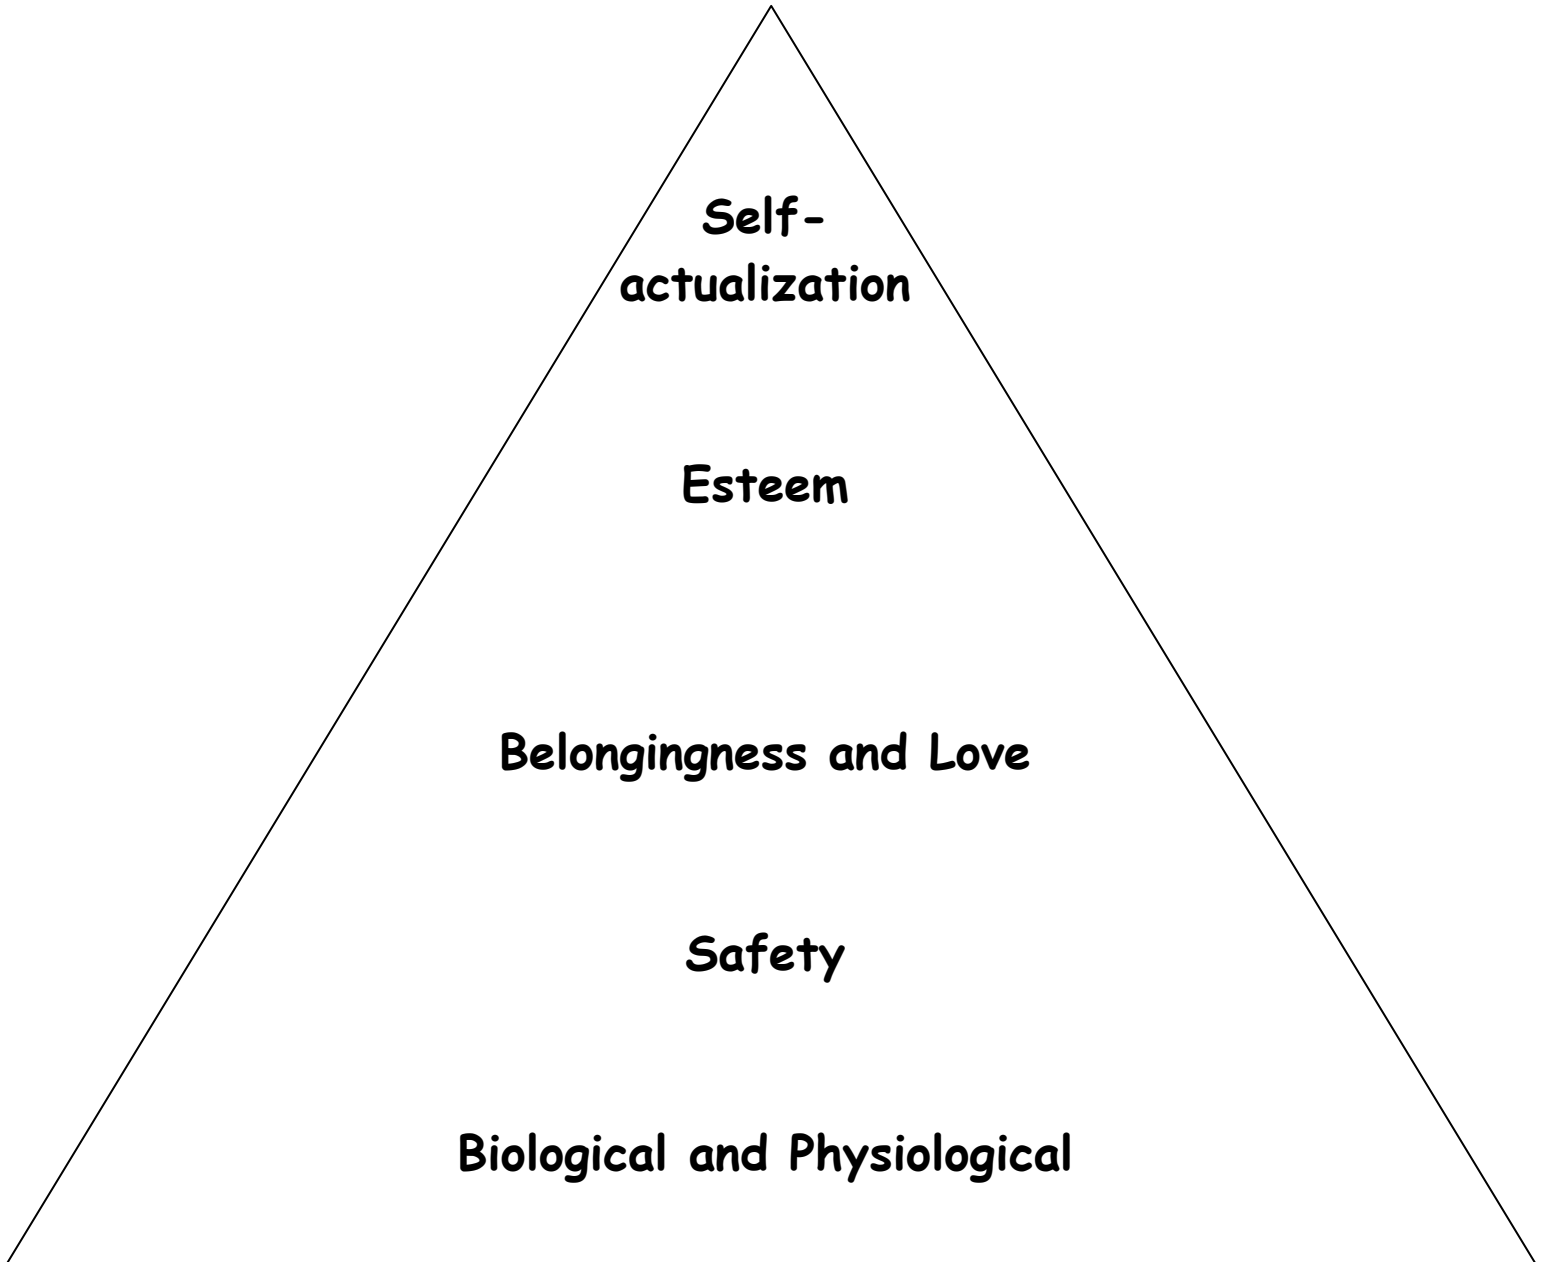 Self-
actualization
Esteem
Belongingness and Love
Safety
Biological and Physiological